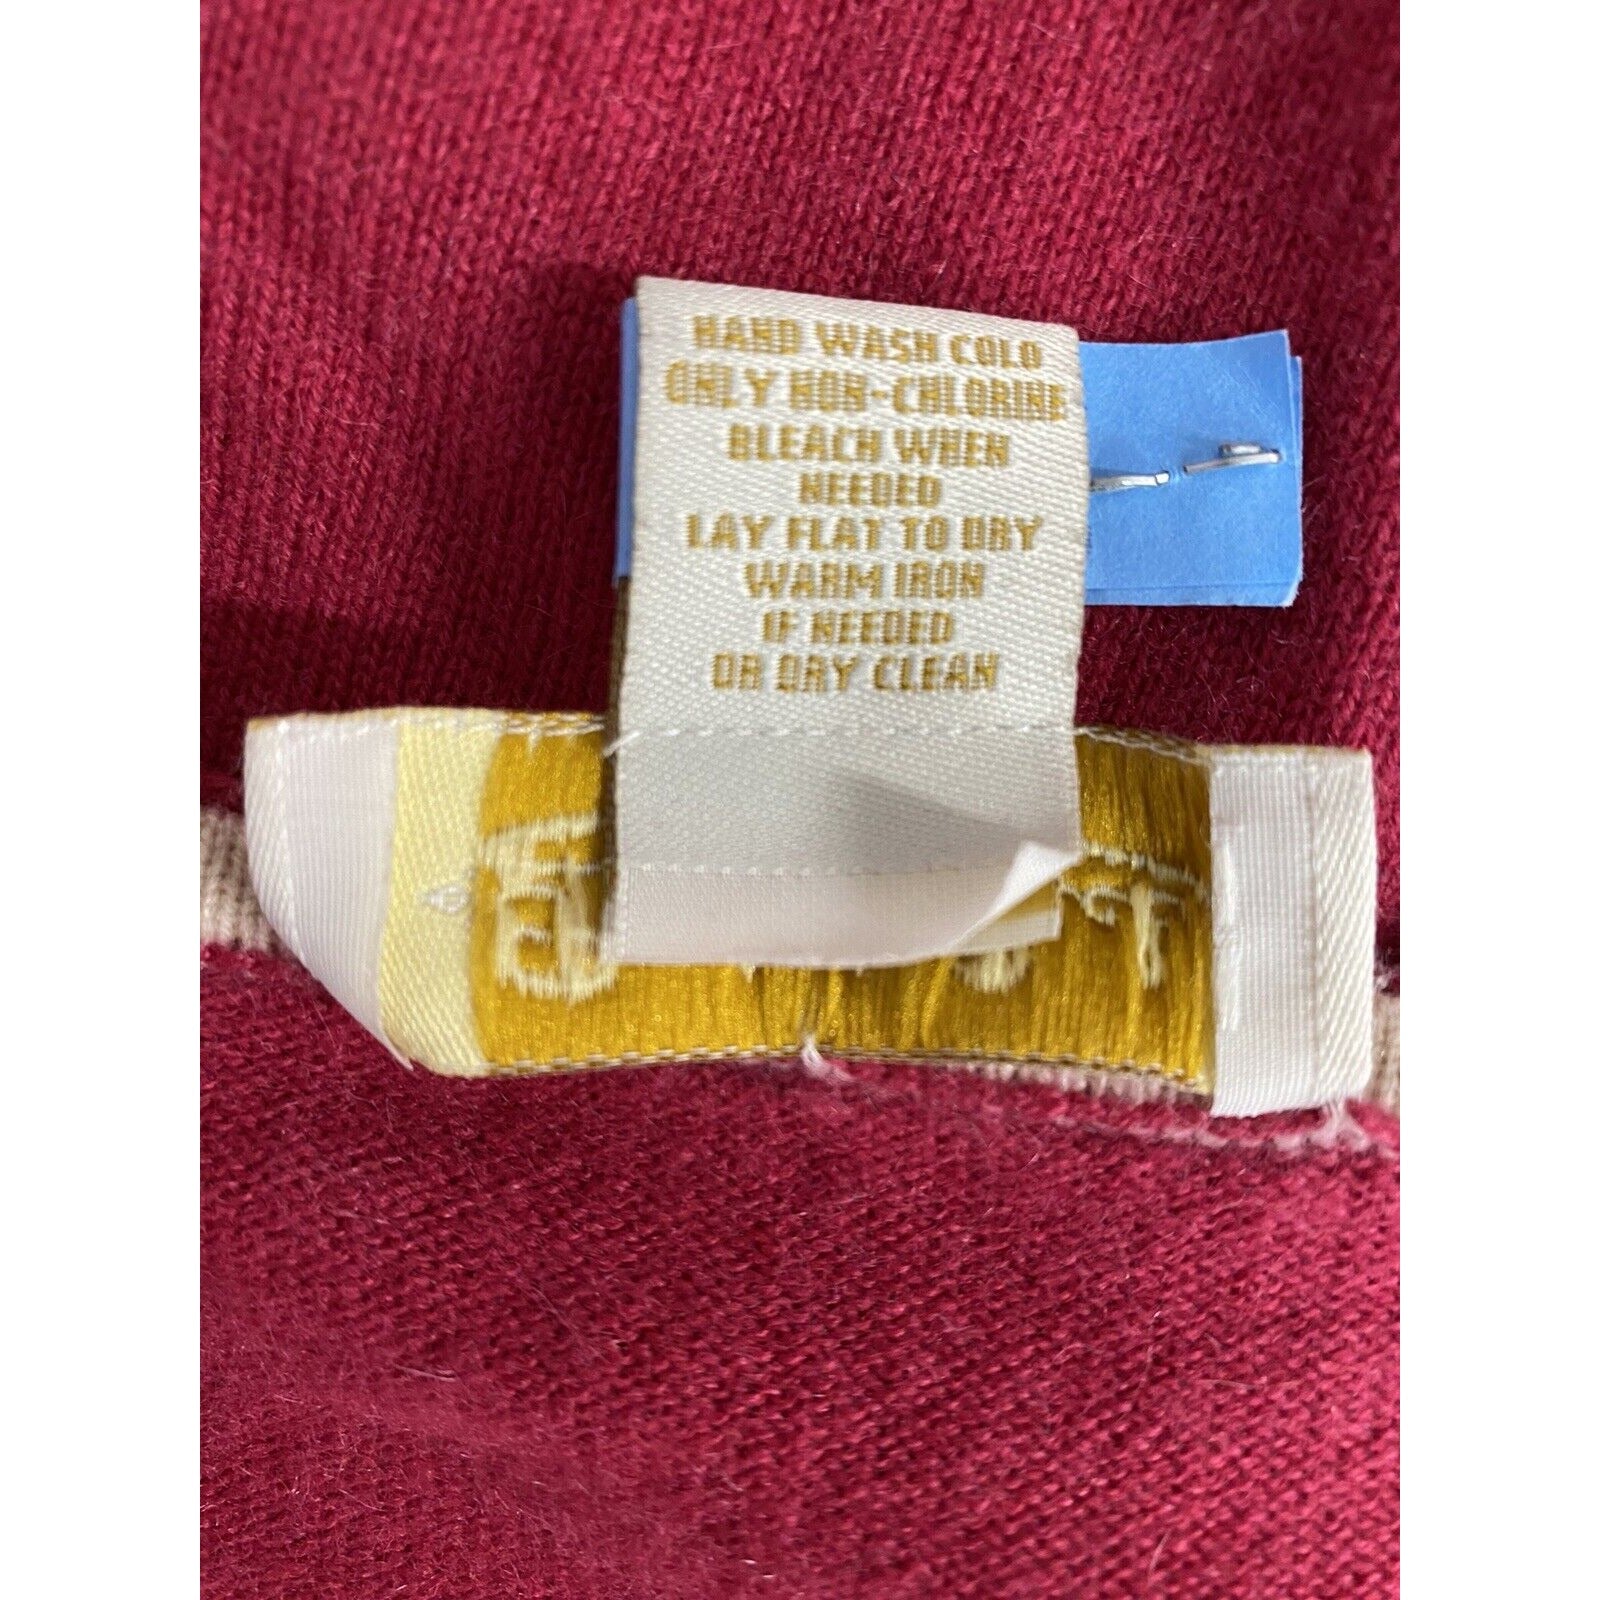 HAND WASH COLD
ONLY NON-CHLORINE
BLEACH WHEN
NEEDED
LAY FLAT TO DRY
WARM IRON
IF NEEDED
OR DRY CLEAN